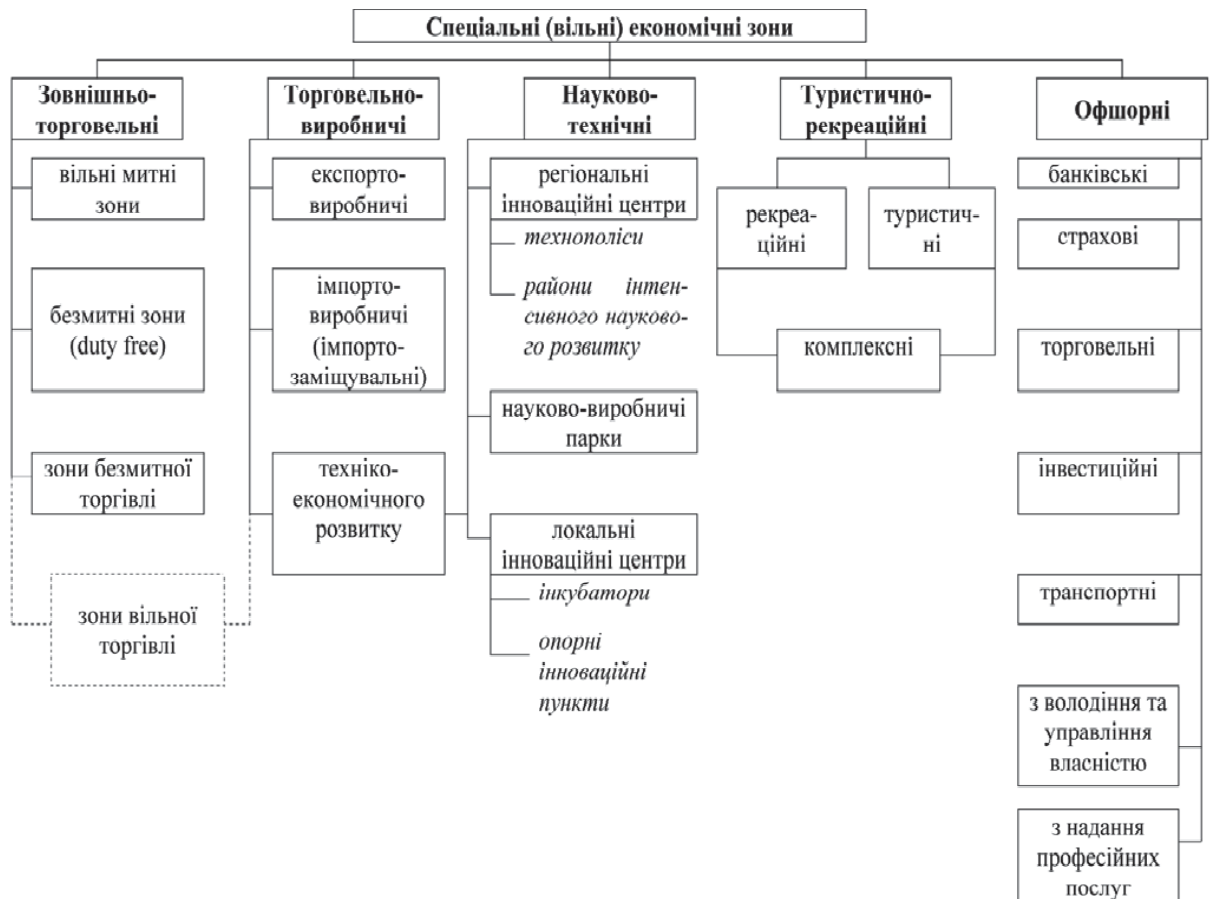 Спеціальні (вільні) економічні зони
Зовнішньо-
торговельні
вільні митні
зони
безмитні зони
(duty free)
зони безмитної
торгівлі
зони вільної
торгівлі
Торговельно-
виробничі
експорто-
виробничі
імпорто-
виробничі
(імпорто-
заміщувальні)
техніко-
економічного
розвитку
Науково-
технічні
регіональні
інноваційні центри
технополіси
райони інтен-
сивного науково-
го розвитку
науково-виробничі
парки
локальні
інноваційні центри
інкубатори
опорні
інноваційні
пункти
Туристично-
рекреаційні
рекреа-
ційні
туристич-
ні
комплексні
Офшорні
банківські
страхові
торговельні
інвестиційні
транспортні
з володіння та
управління
власністю
з надання
професійних
послуг